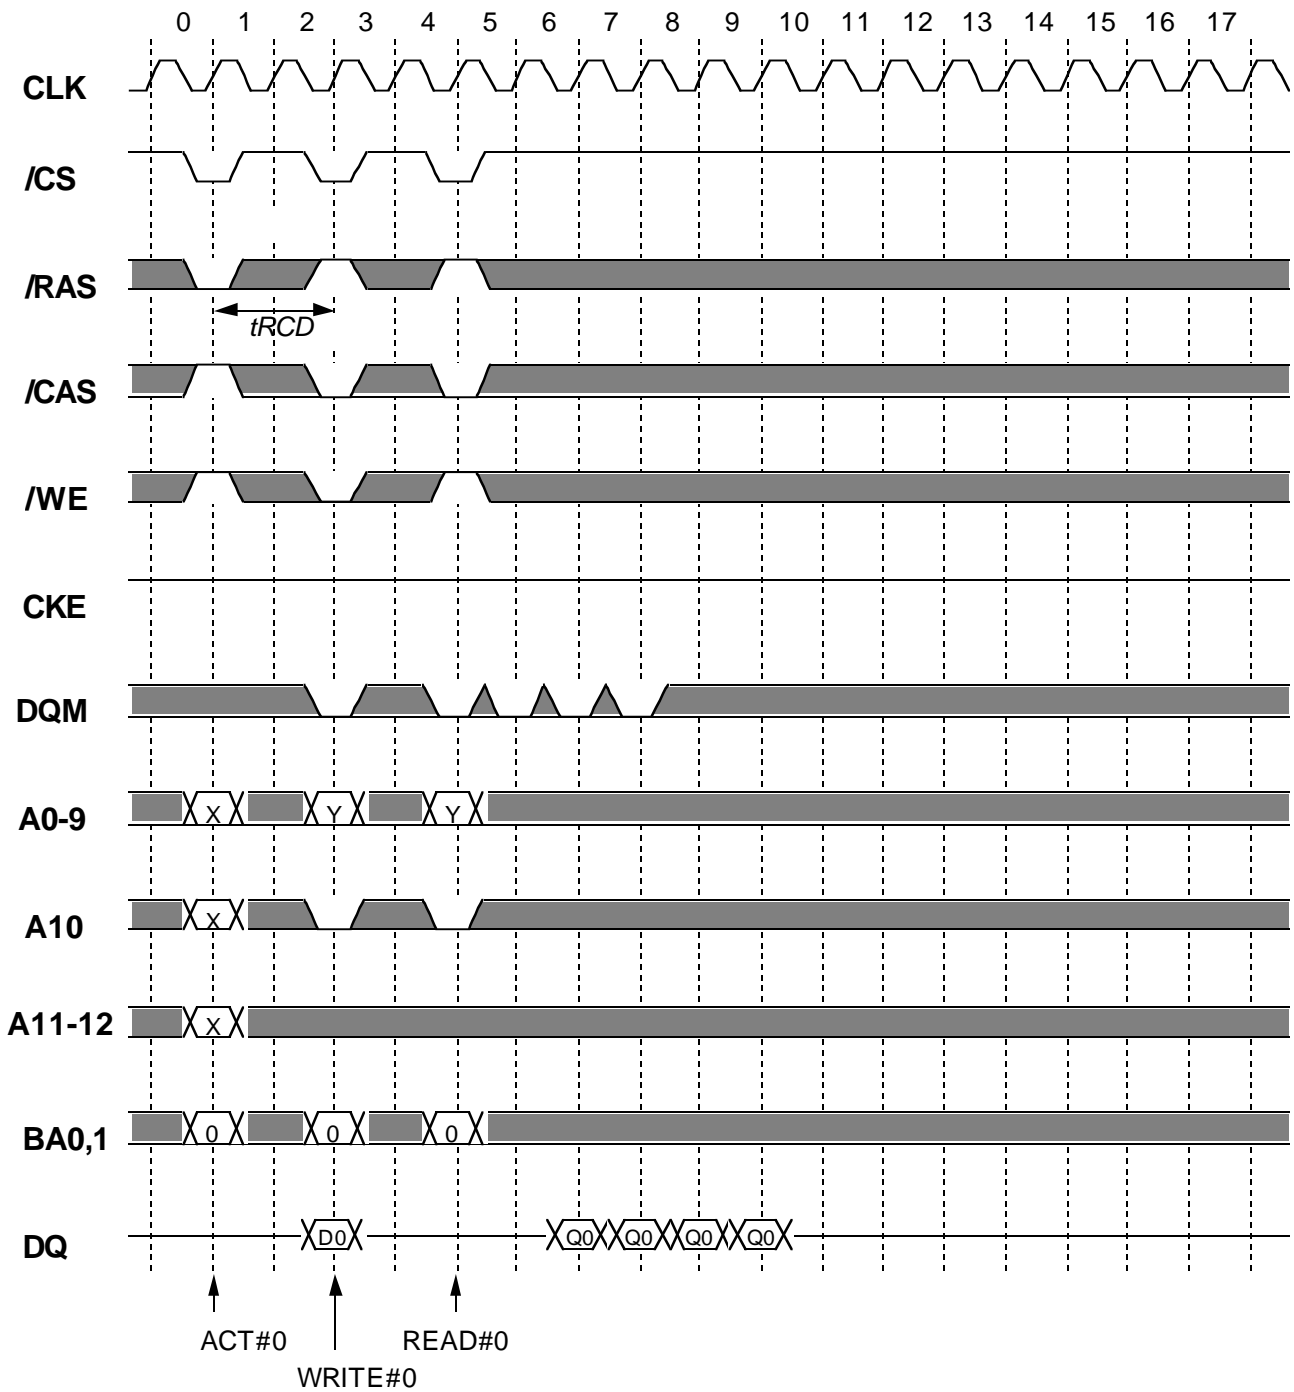 0 1 2 3 4 5 6 7 8 9 10 11 12 13 14 15 16 17
CLK
/CS
/RAS
tRCD
/CAS
/WE
CKE
DQM
A0-9 X Y Y
A10 X
A11-12 X
BA0,1 0 0 0
DQ D0 Q0 Q0 Q0 Q0
ACT#0 READ#0
WRITE#0